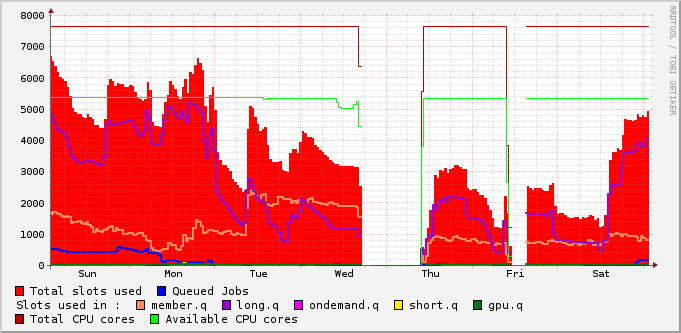 8000
7000
6000
5000
4000
3000
2000
1000
0
Sun Mon Tue Wed Thu Fri Sat
Total slots used Queued Jobs
Slots used in : member.q long.q ondemand.q short.q gpu.q
Total CPU cores Available CPU cores
RRDTOOL / TOBI OETIKER